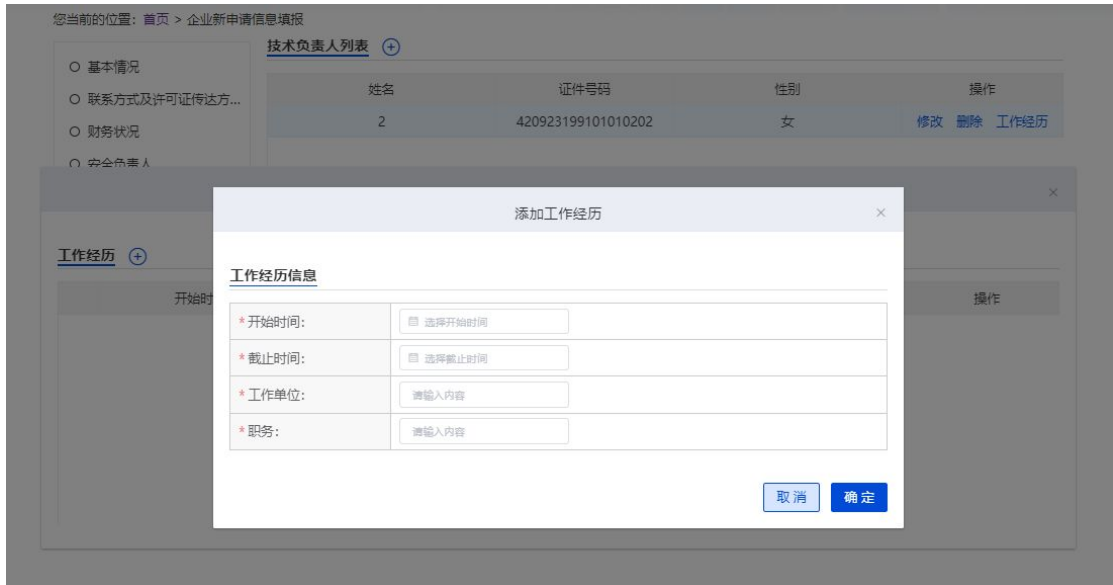 您当前的位置：首页 > 企业新申请信息填报
技术负责人列表
基本情况
联系方式及许可证传达方...
财务状况
安全负责人
姓名 证件号码 性别 操作
2 420923199101010202 女 修改 删除 工作经历
工作经历
开始时
操作
添加工作经历
工作经历信息
*开始时间: 选择开始时间
*截止时间: 选择截止时间
*工作单位: 请输入内容
*职务: 请输入内容
取消 确定